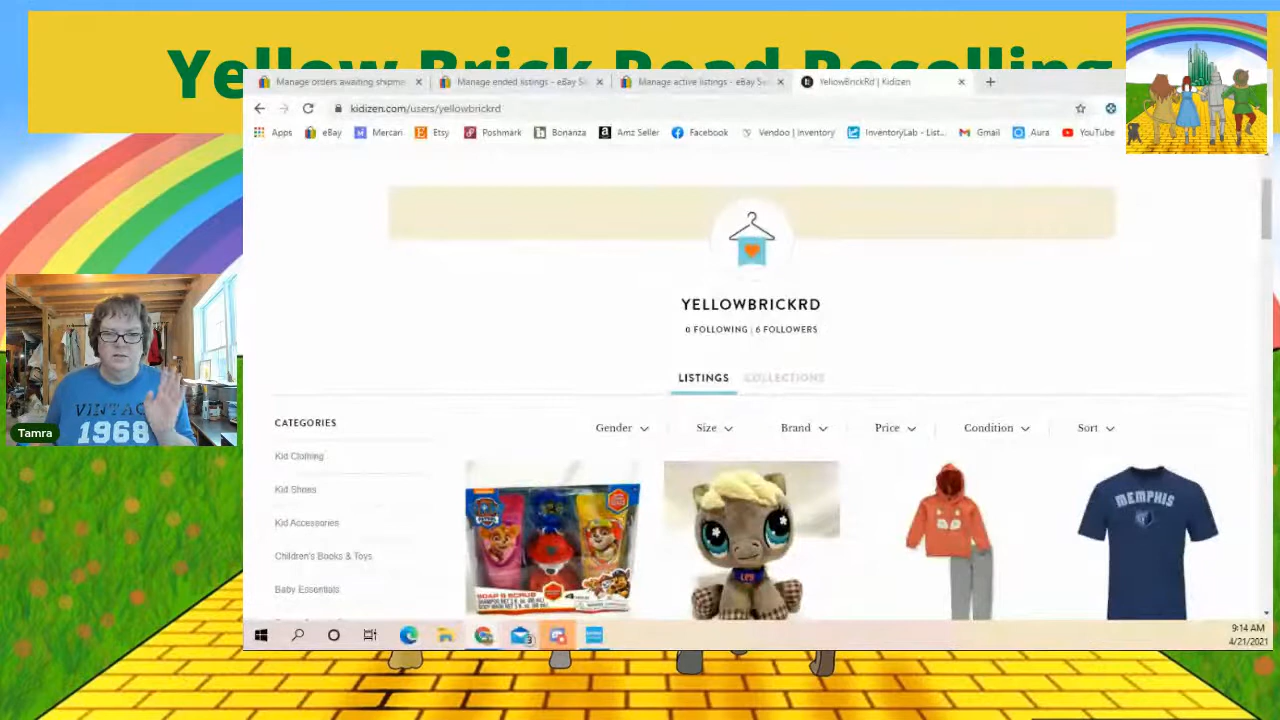 Yellow Brick Road Reselling
Manage orders awaiting shipme
Manage ended listings - eBay S
Manage active listings - eBay Se
YellowBrickRd | Kidizen
kidizen.com/users/yellowbrickrd
Apps
eBay
Mercari
Etsy
Poshmark
Bonanza
Amz Seller
Facebook
Vendoo | Inventory
InventoryLab - List...
Gmail
Aura
YouTube
YELLOWBRICKRD
0 FOLLOWING | 6 FOLLOWERS
LISTINGS
COLLECTIONS
CATEGORIES
Gender
Size
Brand
Price
Condition
Sort
Kid Clothing
Kid Shoes
Kid Accessories
Children's Books & Toys
Baby Essentials
SOAP & SCRUB
LPS
MEMPHIS
VINTAGE
1968
Tamra
9:14 AM
4/21/2021